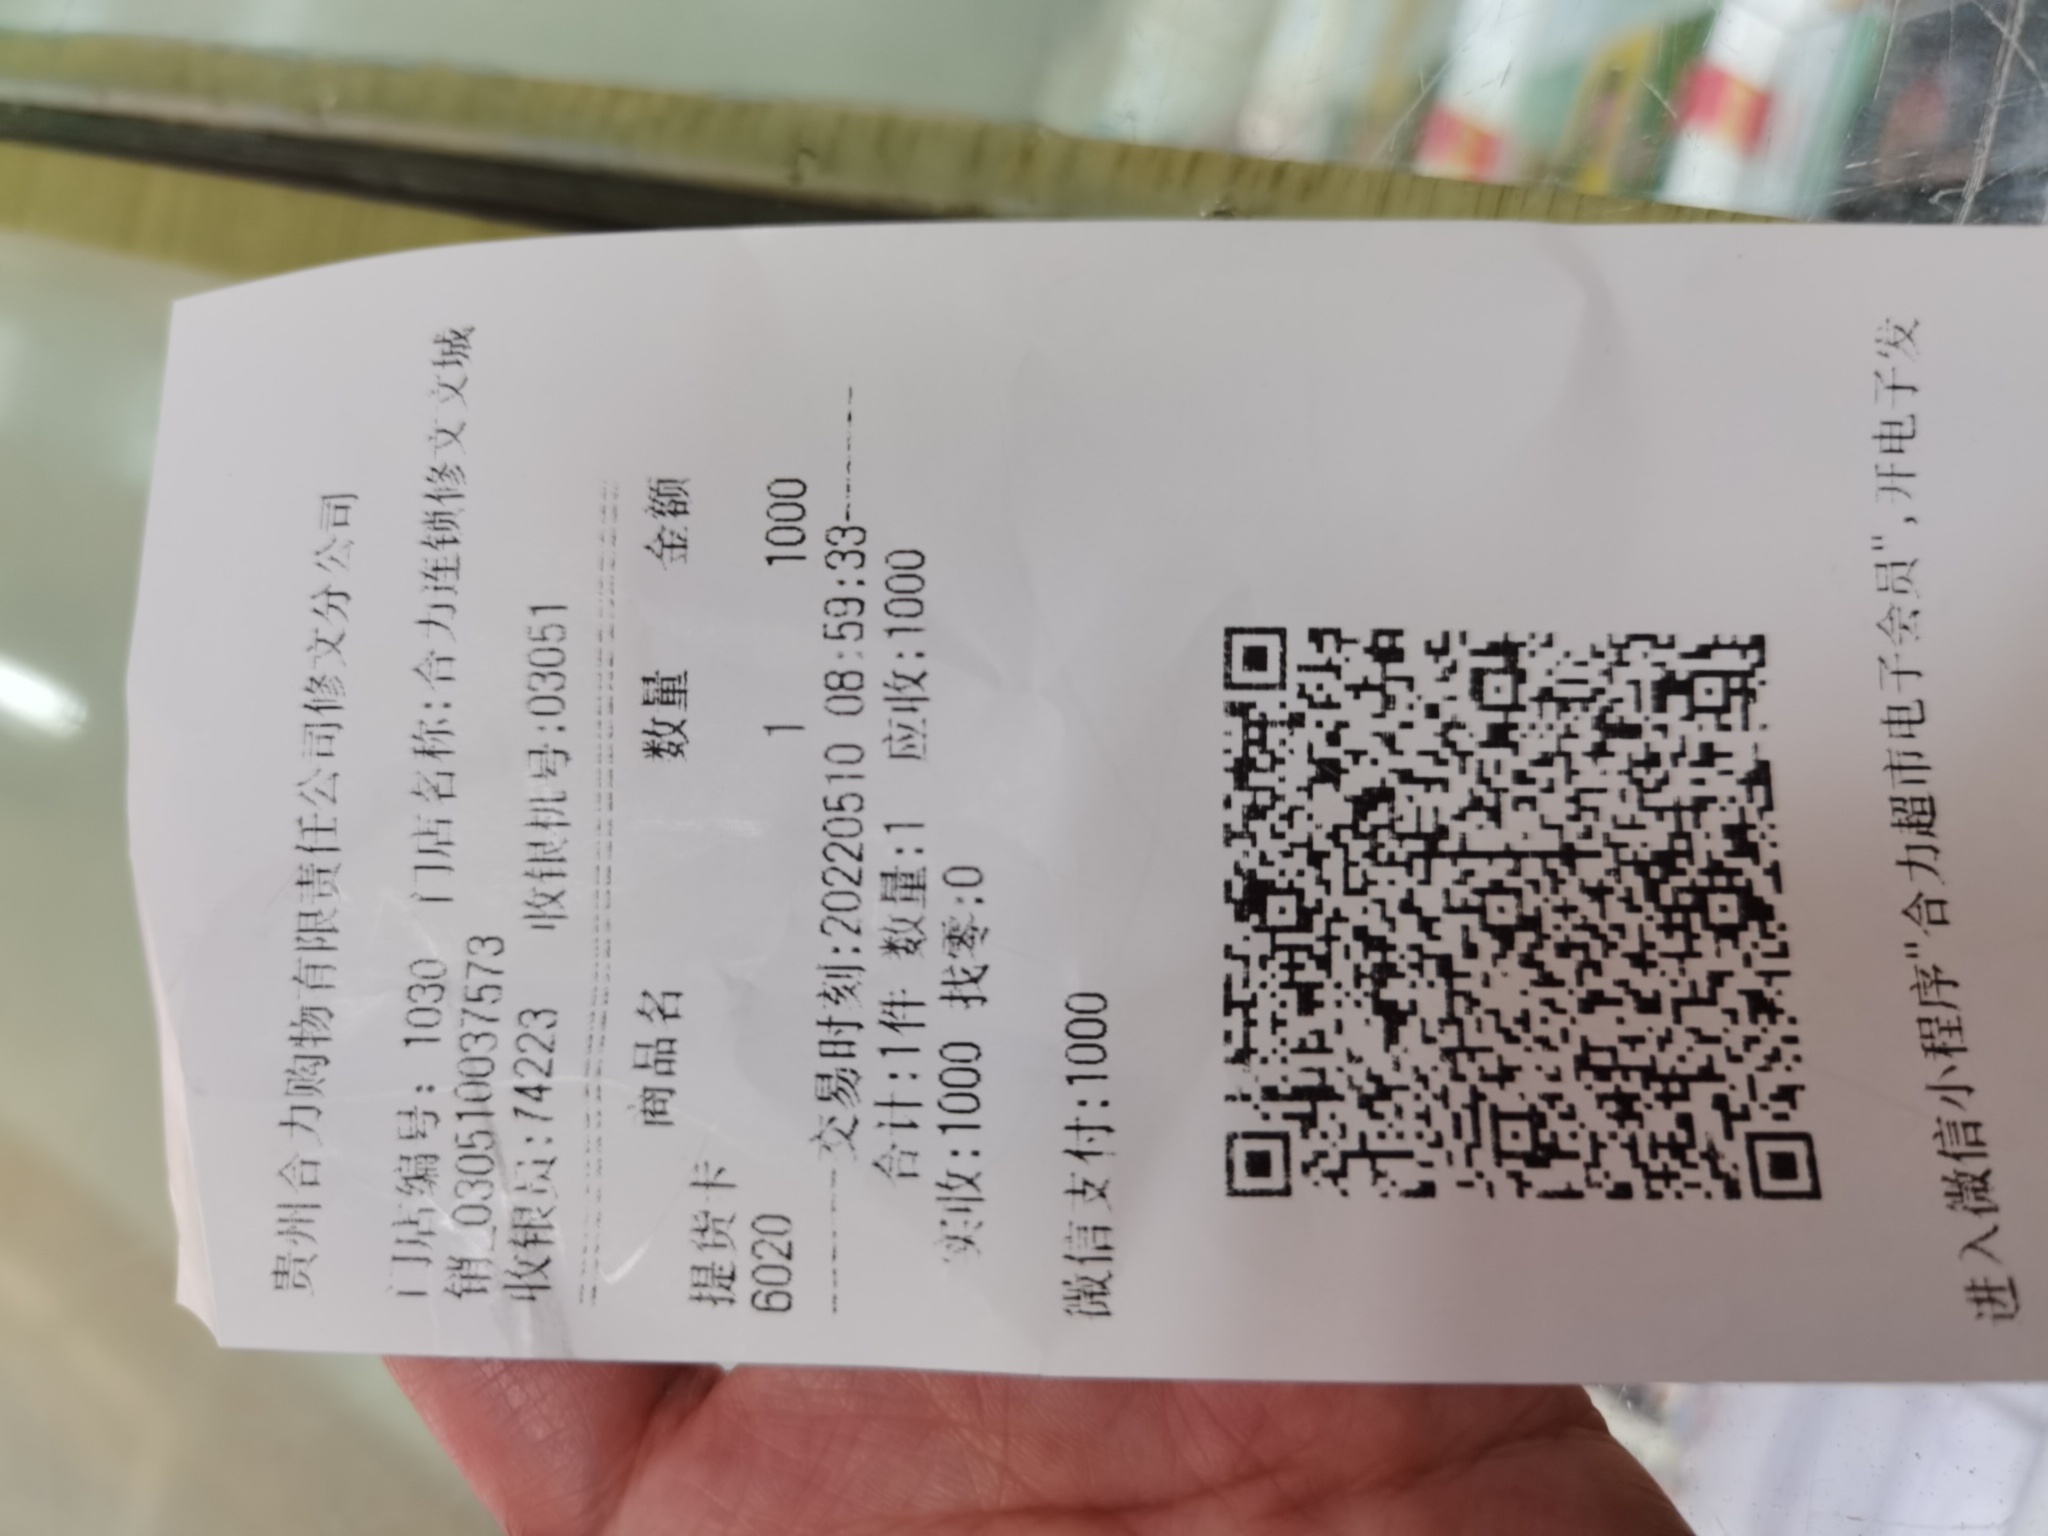 贵州合力购物有限责任公司修文分公司
门店编号: 1030 门店名称:合力连锁修文文城
销_0305100375573
收银员:74223 收银机号:03051
商品名 数量 金额
提货卡
6020 1 1000
交易时刻:20220510 08:59:33
合计:1件 数量:1 应收:1000
实收:1000 找零:0
微信支付:1000
进入微信小程序"合力超市电子会员",开电子发